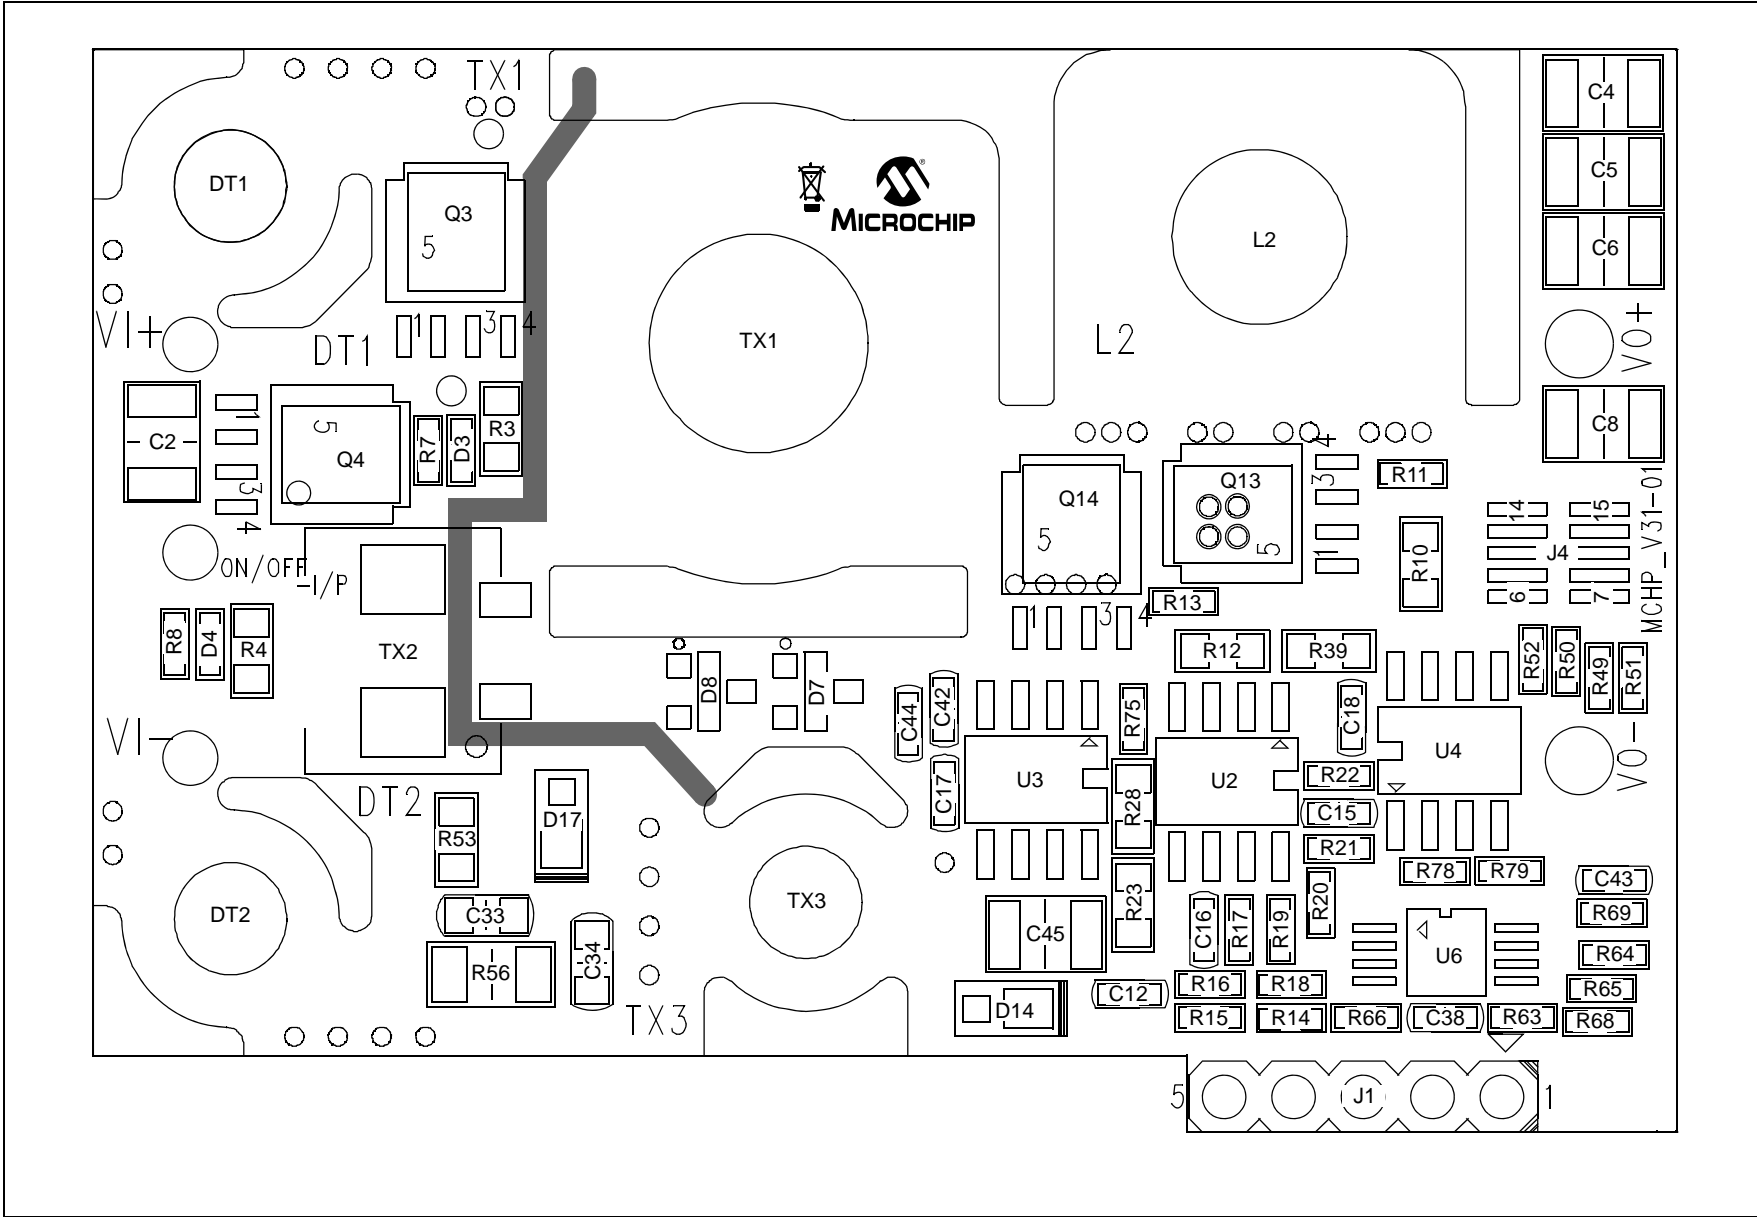 TX1
C4
DT1
C5
Q3
5
MICROCHIP
®
L2
C6
VI+
1
3
4
DT1
TX1
L2
VO+
C2
1
3
4
5
Q4
R7
D3
R3
C8
Q14
5
Q13
5
4
3
1
R11
MCHP_V31-01
14
15
J4
6
7
R10
ON/OFF
-I/P
R13
1
3
4
R8
D4
R4
TX2
R12
R39
R52
R50
R49
R51
D8
D7
C44
C42
R75
C18
VI-
U3
U2
U4
VO-
R22
C17
R28
DT2
D17
R53
C15
R21
R78
R79
C43
R20
R23
DT2
C33
TX3
C16
R17
R19
R69
C45
C34
R56
U6
R64
R16
R18
R65
C12
D14
TX3
R15
R14
R66
C38
R63
R68
5
J1
1